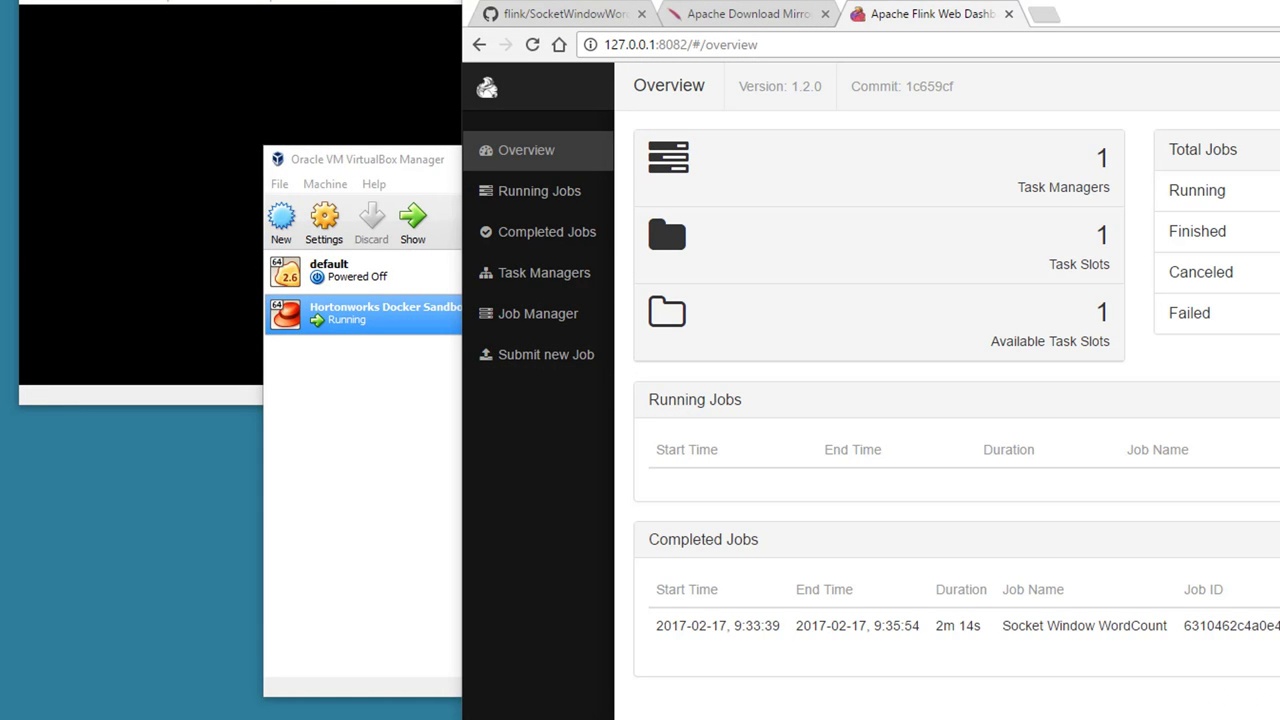 flink/SocketWindowWor
Apache Download Mirro
Apache Flink Web Dashb
127.0.0.1:8082/#/overview
Overview
Version: 1.2.0
Commit: 1c659cf
Oracle VM VirtualBox Manager
File Machine Help
New Settings Discard Show
64
2.6
default
Powered Off
64
Hortonworks Docker Sandbo
Running
Overview
Running Jobs
Completed Jobs
Task Managers
Job Manager
Submit new Job
1
Task Managers
1
Task Slots
1
Available Task Slots
Total Jobs
Running
Finished
Canceled
Failed
Running Jobs
Start Time End Time Duration Job Name
Completed Jobs
Start Time End Time Duration Job Name Job ID
2017-02-17, 9:33:39 2017-02-17, 9:35:54 2m 14s Socket Window WordCount 6310462c4a0e4